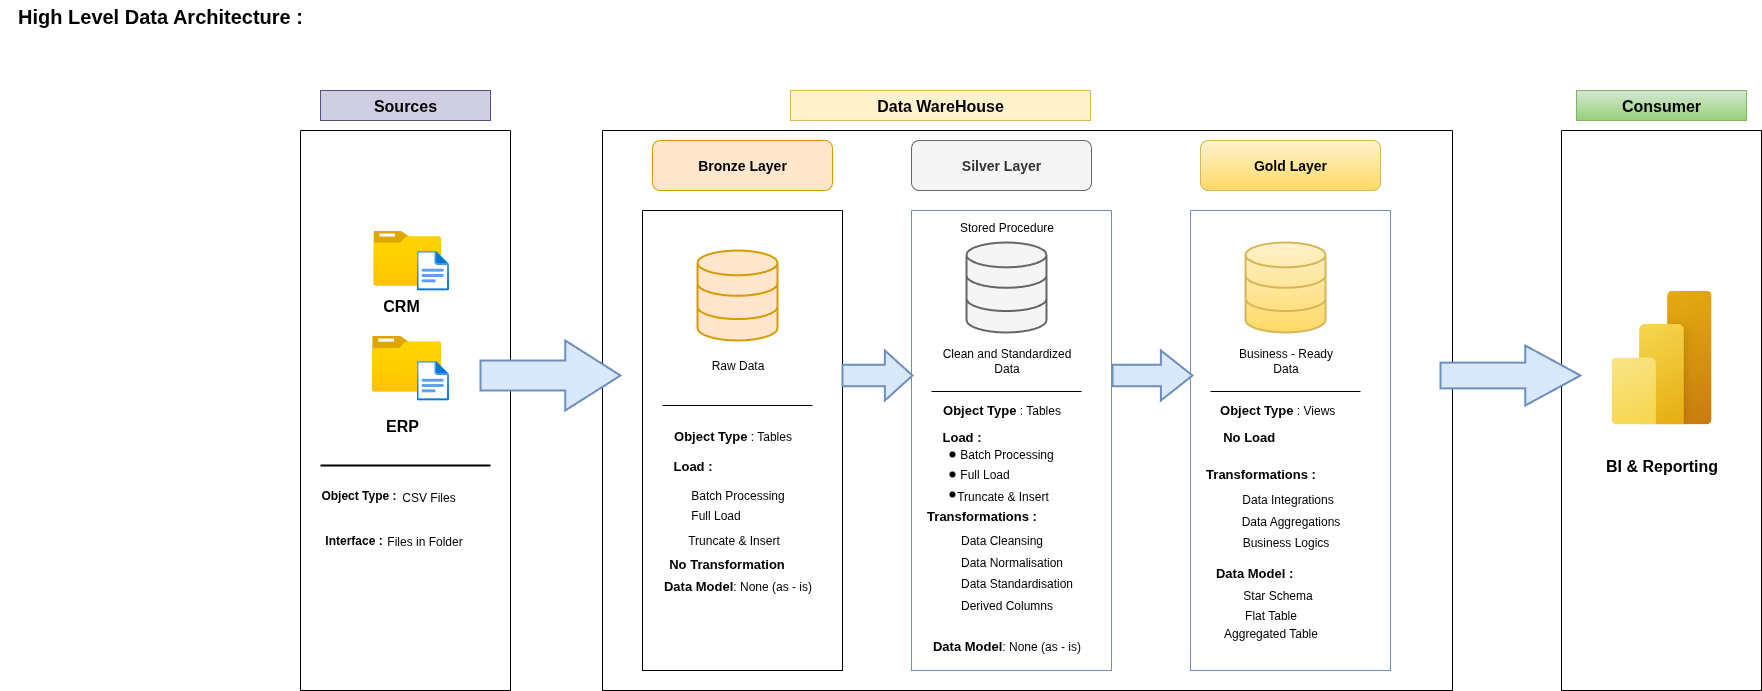 High Level Data Architecture :
Sources
CRM
ERP
Object Type : CSV Files
Interface : Files in Folder
Data WareHouse
Bronze Layer
Raw Data
Object Type : Tables
Load :
Batch Processing
Full Load
Truncate & Insert
No Transformation
Data Model: None (as - is)
Silver Layer
Stored Procedure
Clean and Standardized
Data
Object Type : Tables
Load :
Batch Processing
Full Load
Truncate & Insert
Transformations :
Data Cleansing
Data Normalisation
Data Standardisation
Derived Columns
Data Model: None (as - is)
Gold Layer
Business - Ready
Data
Object Type : Views
No Load
Transformations :
Data Integrations
Data Aggregations
Business Logics
Data Model :
Star Schema
Flat Table
Aggregated Table
Consumer
BI & Reporting